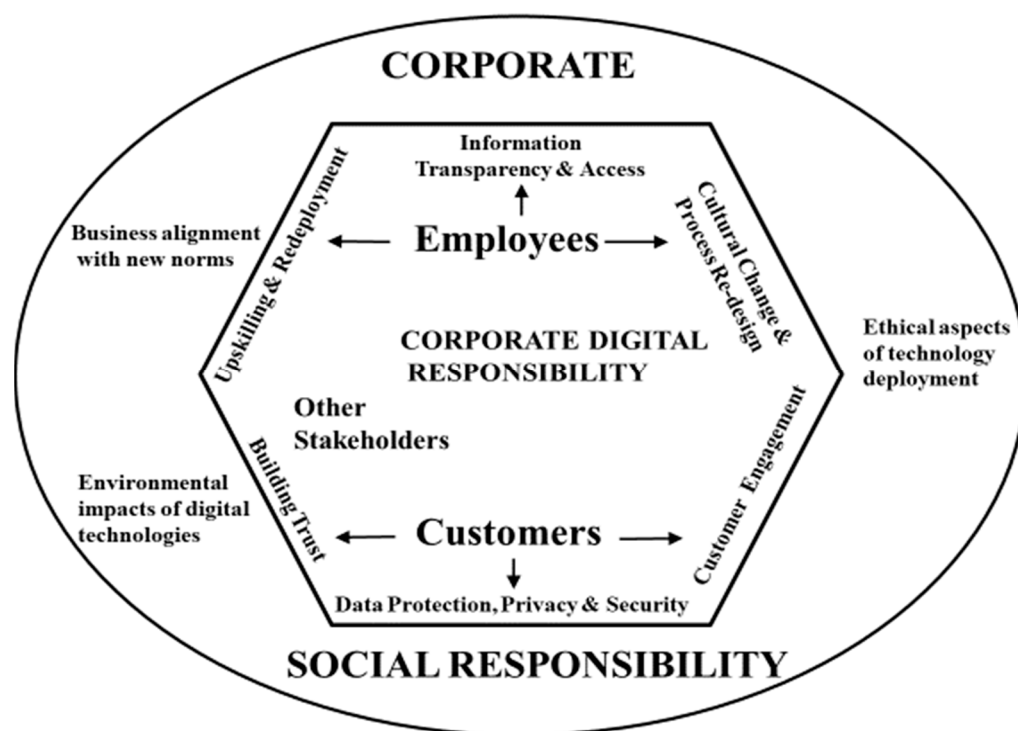 CORPORATE
Information
Transparency & Access
Upskilling & Redeployment
Cultural Change &
Process Re-design
Business alignment
with new norms
Employees
Ethical aspects
of technology
deployment
CORPORATE DIGITAL
RESPONSIBILITY
Other
Stakeholders
Building Trust
Customer Engagement
Environmental
impacts of digital
technologies
Customers
Data Protection, Privacy & Security
SOCIAL RESPONSIBILITY